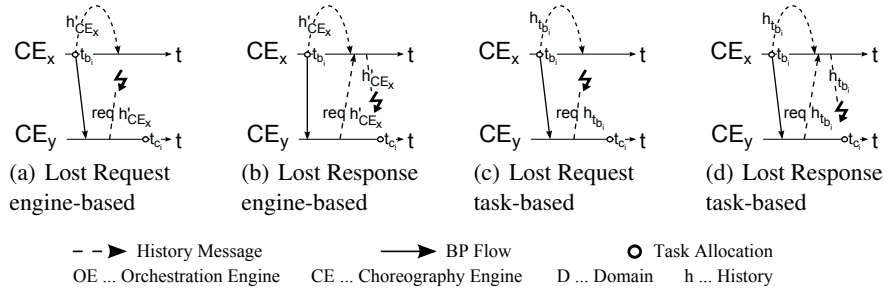 h'CEx h'CEx htbi htbi
CEx tbi t CEx tbi t CEx tbi t CEx tbi t
h'CEx htbi
req h'CEx req h'CEx req htbi req htbi
CEy tci t CEy tci t CEy tci t CEy tci t
(a) Lost Request (b) Lost Response (c) Lost Request (d) Lost Response
engine-based engine-based task-based task-based
History Message BP Flow Task Allocation
OE ... Orchestration Engine CE ... Choreography Engine D ... Domain h ... History